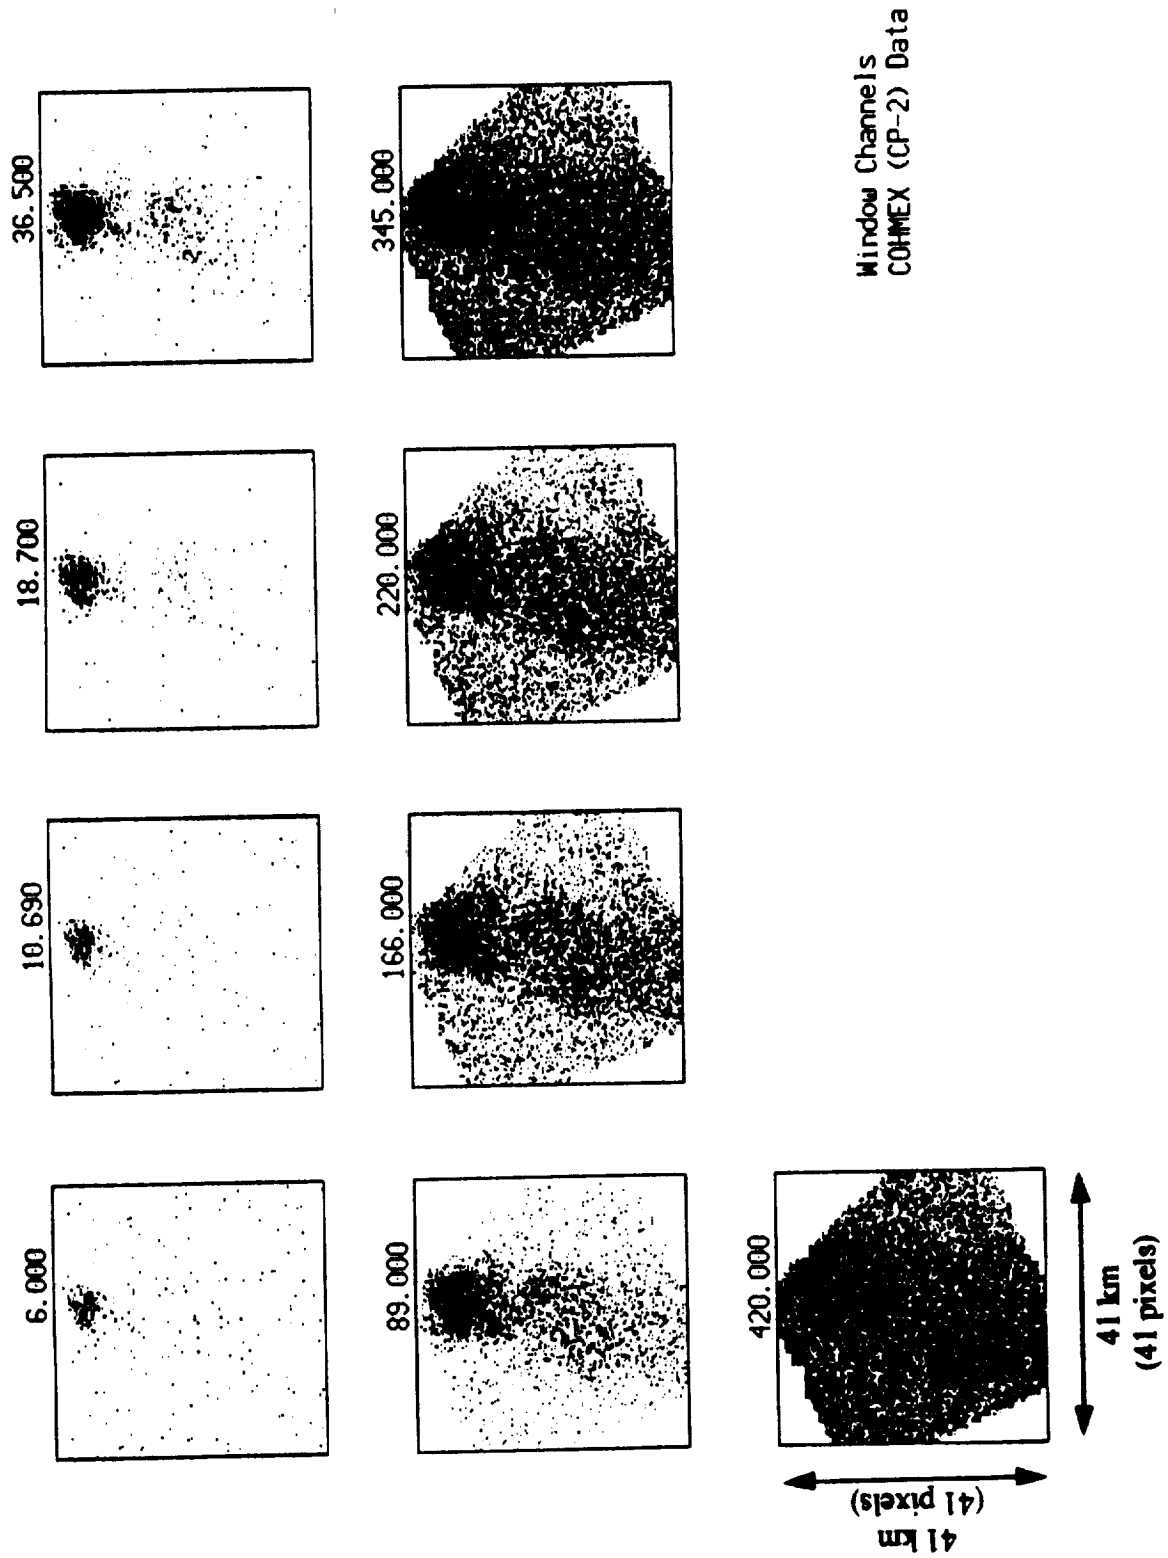 6.000
10.690
18.700
36.500
89.000
166.000
220.000
345.000
420.000
41 km
(41 pixels)
41 km
(41 pixels)
Window Channels
COHMEX (CP-2) Data